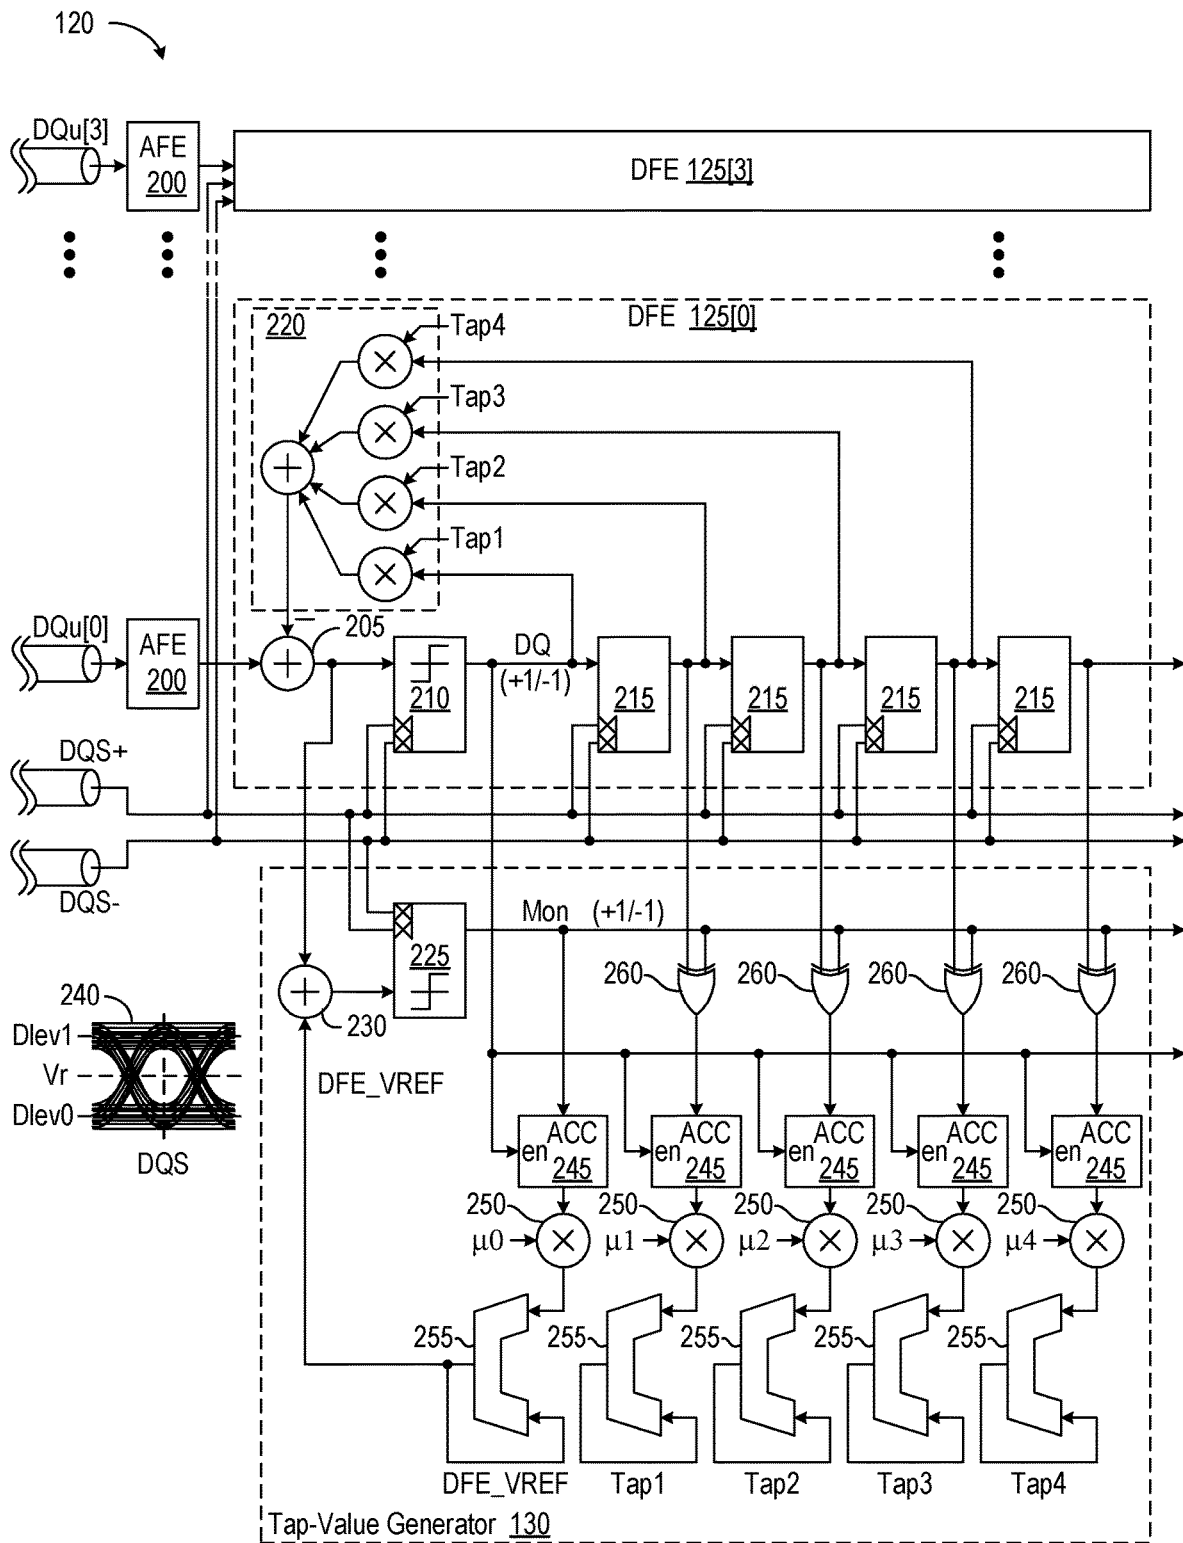 120
DQu[3]
AFE
200
DFE 125[3]
220
DFE 125[0]
Tap4
Tap3
Tap2
Tap1
DQu[0]
AFE
200
–
205
210
DQ
(+1/-1)
215
215
215
215
DQS+
DQS-
Mon (+1/-1)
225
230
260
260
260
260
240
Dlev1
Vr
Dlev0
DQS
DFE_VREF
ACC
en
245
ACC
en
245
ACC
en
245
ACC
en
245
ACC
en
245
250
250
250
250
250
μ0
μ1
μ2
μ3
μ4
255
255
255
255
255
DFE_VREF
Tap1
Tap2
Tap3
Tap4
Tap-Value Generator 130